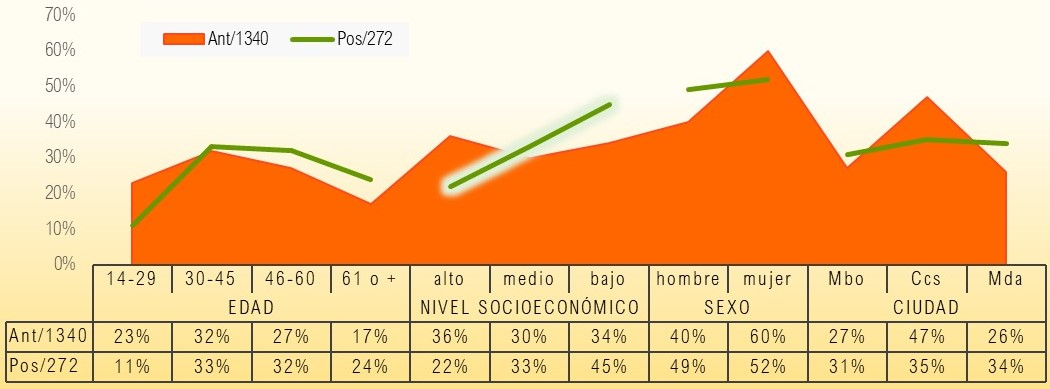 70%
Ant/1340 Pos/272
60%
50%
40%
30%
20%
10%
0%
14-29 30-45 46-60 61 o + alto medio bajo hombre mujer Mbo Ccs Mda
EDAD NIVEL SOCIOECONÓMICO SEXO CIUDAD
Ant/1340 23% 32% 27% 17% 36% 30% 34% 40% 60% 27% 47% 26%
Pos/272 11% 33% 32% 24% 22% 33% 45% 49% 52% 31% 35% 34%